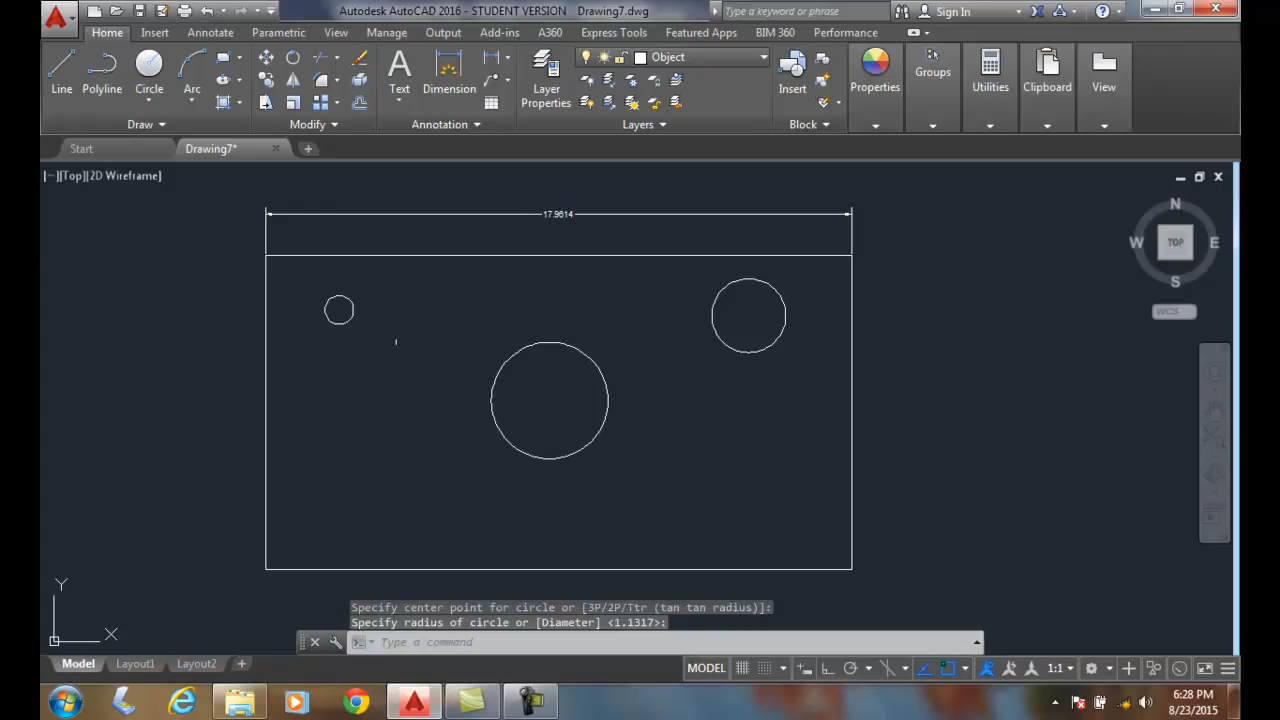 Autodesk AutoCAD 2016 - STUDENT VERSION Drawing7.dwg
Type a keyword or phrase
Sign In
Home Insert Annotate Parametric View Manage Output Add-ins A360 Express Tools Featured Apps BIM 360 Performance
Line Polyline Circle Arc
Text Dimension
Layer Properties
Object
Insert
Properties Groups Utilities Clipboard View
Draw Modify Annotation Layers Block
Start Drawing7*
[−][Top][2D Wireframe]
17.9614
N
W TOP E
S
WCS
Y
X
Specify center point for circle or [3P/2P/Ttr (tan tan radius)]:
Specify radius of circle or [Diameter] <1.1317>:
Type a command
Model Layout1 Layout2
MODEL 1:1
6:28 PM
8/23/2015